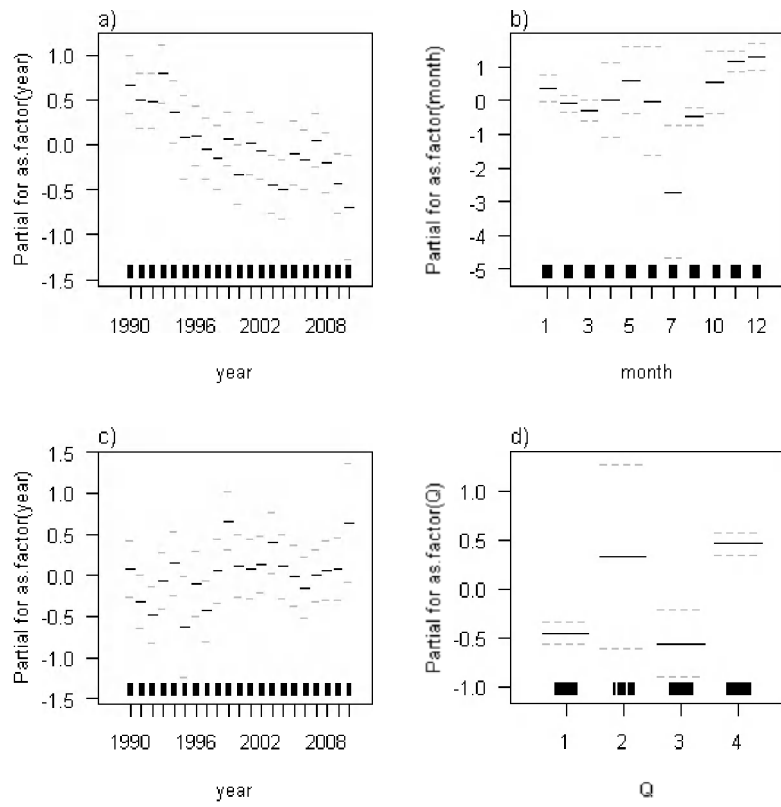 a)
Partial for as.factor(year)
1.0
0.5
0.0
-0.5
-1.0
-1.5
1990 1996 2002 2008
year
b)
Partial for as.factor(month)
1
0
-1
-2
-3
-4
-5
1 3 5 7 10 12
month
c)
Partial for as.factor(year)
1.5
1.0
0.5
0.0
-0.5
-1.0
-1.5
1990 1996 2002 2008
year
d)
Partial for as.factor(Q)
1.0
0.5
0.0
-0.5
-1.0
1 2 3 4
Q